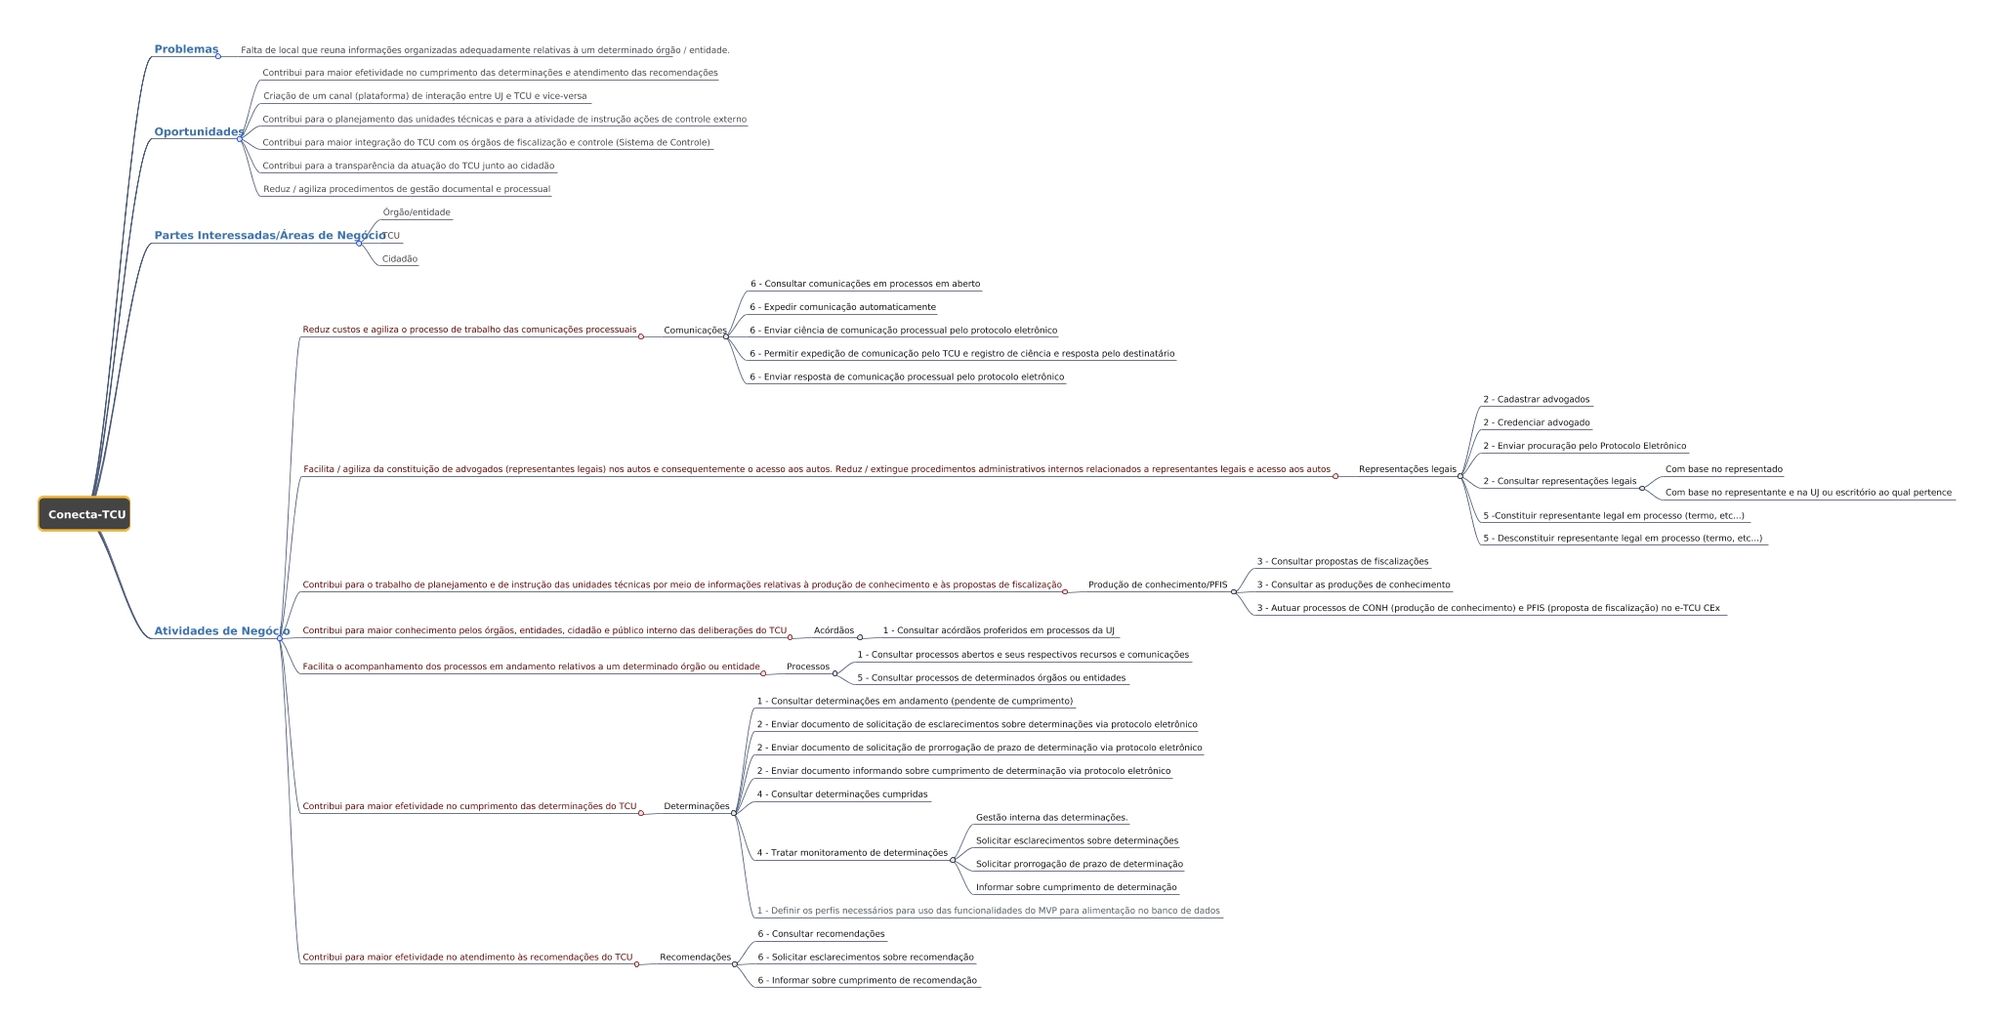 Problemas
Falta de local que reuna informações organizadas adequadamente relativas à um determinado órgão / entidade.
Oportunidades
Contribui para maior efetividade no cumprimento das determinações e atendimento das recomendações
Criação de um canal (plataforma) de interação entre UJ e TCU e vice-versa
Contribui para o planejamento das unidades técnicas e para a atividade de instrução ações de controle externo
Contribui para maior integração do TCU com os órgãos de fiscalização e controle (Sistema de Controle)
Contribui para a transparência da atuação do TCU junto ao cidadão
Reduz / agiliza procedimentos de gestão documental e processual
Partes Interessadas/Áreas de Negócio
Órgão/entidade
TCU
Cidadão
Conecta-TCU
Atividades de Negócio
Reduz custos e agiliza o processo de trabalho das comunicações processuais
Comunicações
6 - Consultar comunicações em processos em aberto
6 - Expedir comunicação automaticamente
6 - Enviar ciência de comunicação processual pelo protocolo eletrônico
6 - Permitir expedição de comunicação pelo TCU e registro de ciência e resposta pelo destinatário
6 - Enviar resposta de comunicação processual pelo protocolo eletrônico
Facilita / agiliza da constituição de advogados (representantes legais) nos autos e consequentemente o acesso aos autos. Reduz / extingue procedimentos administrativos internos relacionados a representantes legais e acesso aos autos
Representações legais
2 - Cadastrar advogados
2 - Credenciar advogado
2 - Enviar procuração pelo Protocolo Eletrônico
2 - Consultar representações legais
Com base no representado
Com base no representante e na UJ ou escritório ao qual pertence
5 -Constituir representante legal em processo (termo, etc...)
5 - Desconstituir representante legal em processo (termo, etc...)
Contribui para o trabalho de planejamento e de instrução das unidades técnicas por meio de informações relativas à produção de conhecimento e às propostas de fiscalização
Produção de conhecimento/PFIS
3 - Consultar propostas de fiscalizações
3 - Consultar as produções de conhecimento
3 - Autuar processos de CONH (produção de conhecimento) e PFIS (proposta de fiscalização) no e-TCU CEx
Contribui para maior conhecimento pelos órgãos, entidades, cidadão e público interno das deliberações do TCU
Acórdãos
1 - Consultar acórdãos proferidos em processos da UJ
Facilita o acompanhamento dos processos em andamento relativos a um determinado órgão ou entidade
Processos
1 - Consultar processos abertos e seus respectivos recursos e comunicações
5 - Consultar processos de determinados órgãos ou entidades
Contribui para maior efetividade no cumprimento das determinações do TCU
Determinações
1 - Consultar determinações em andamento (pendente de cumprimento)
2 - Enviar documento de solicitação de esclarecimentos sobre determinações via protocolo eletrônico
2 - Enviar documento de solicitação de prorrogação de prazo de determinação via protocolo eletrônico
2 - Enviar documento informando sobre cumprimento de determinação via protocolo eletrônico
4 - Consultar determinações cumpridas
4 - Tratar monitoramento de determinações
Gestão interna das determinações.
Solicitar esclarecimentos sobre determinações
Solicitar prorrogação de prazo de determinação
Informar sobre cumprimento de determinação
1 - Definir os perfis necessários para uso das funcionalidades do MVP para alimentação no banco de dados
Contribui para maior efetividade no atendimento às recomendações do TCU
Recomendações
6 - Consultar recomendações
6 - Solicitar esclarecimentos sobre recomendação
6 - Informar sobre cumprimento de recomendação